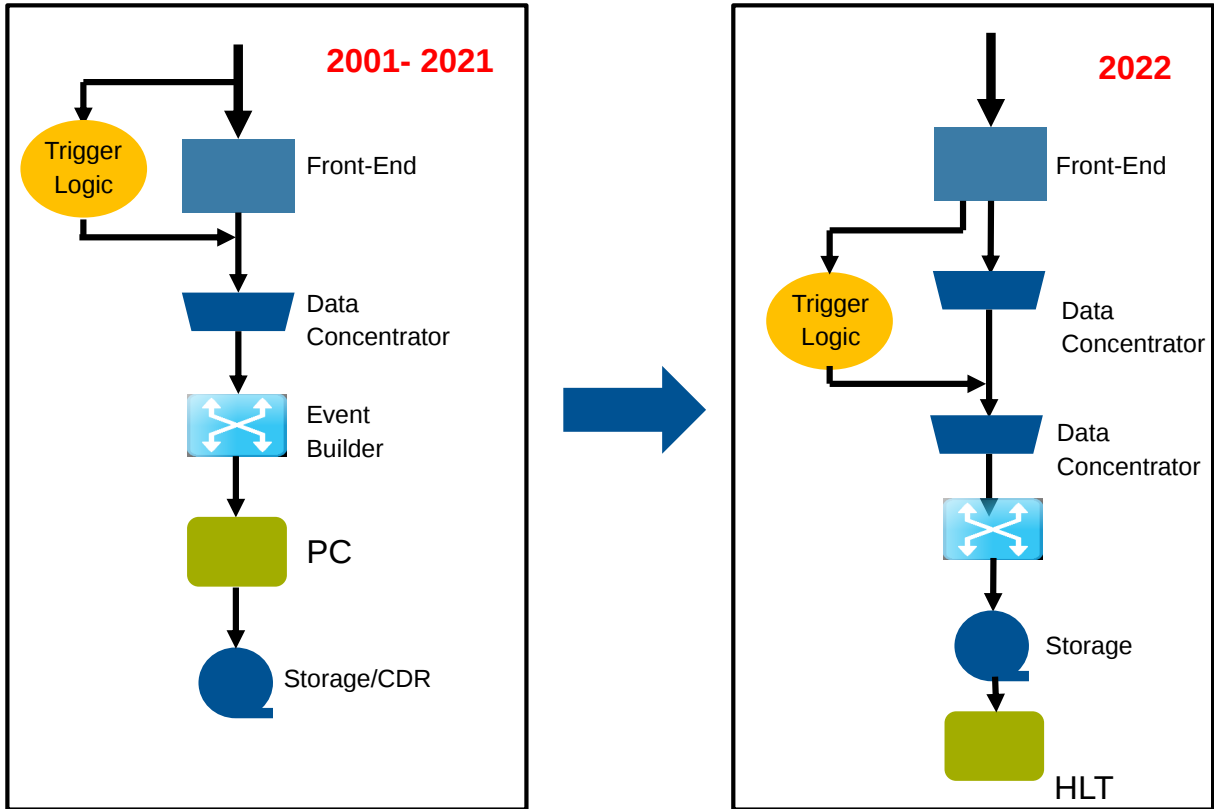 2001- 2021
Trigger
Logic
Front-End
Data
Concentrator
Event
Builder
PC
Storage/CDR
2022
Front-End
Trigger
Logic
Data
Concentrator
Data
Concentrator
Storage
HLT